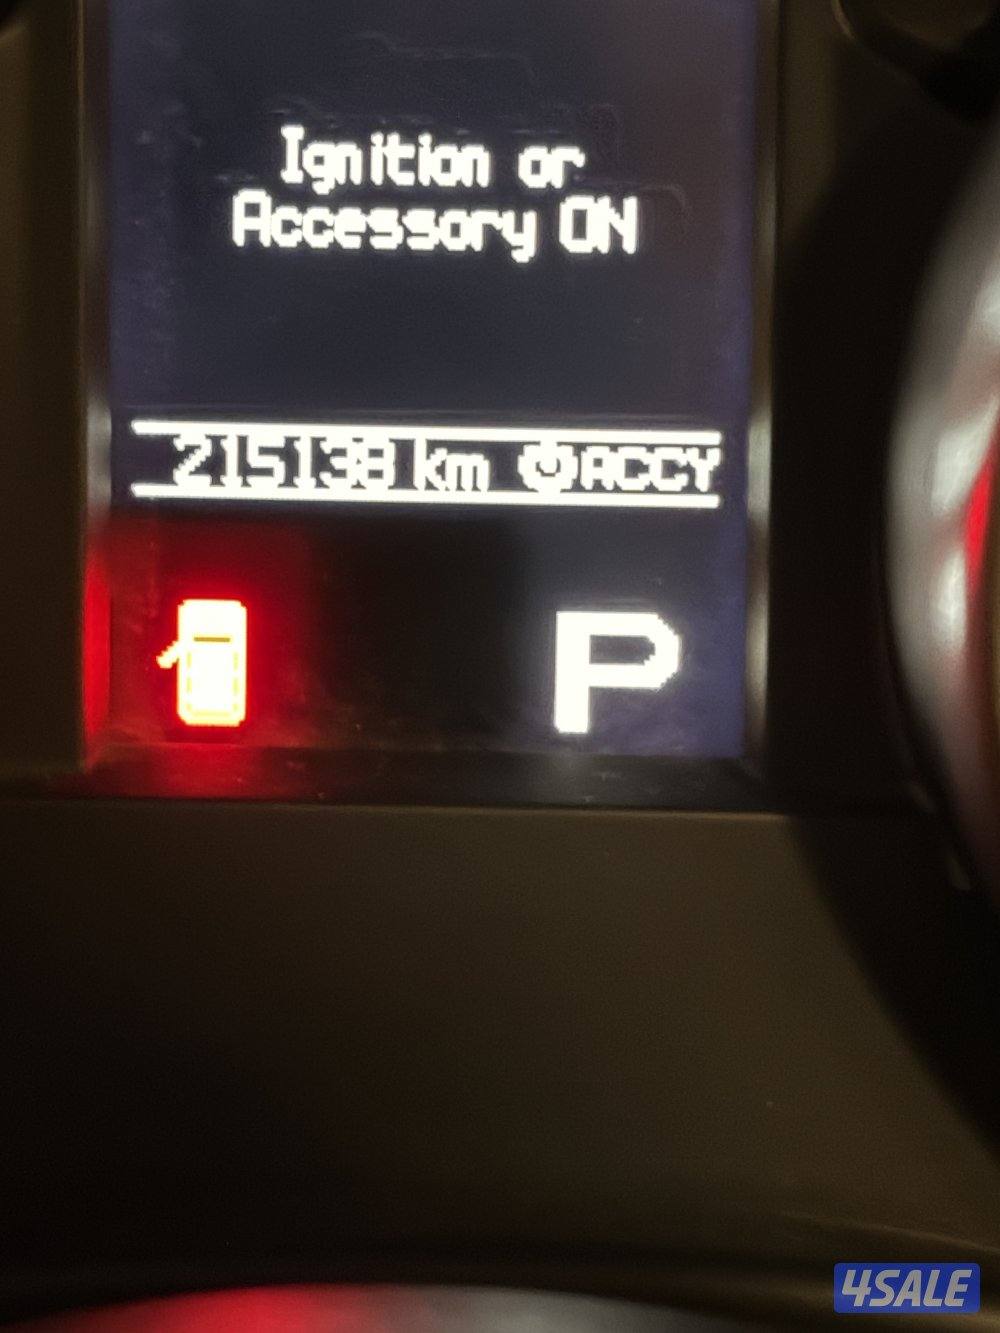 Ignition or
Accessory ON
215138 km ACCY
P
4SALE